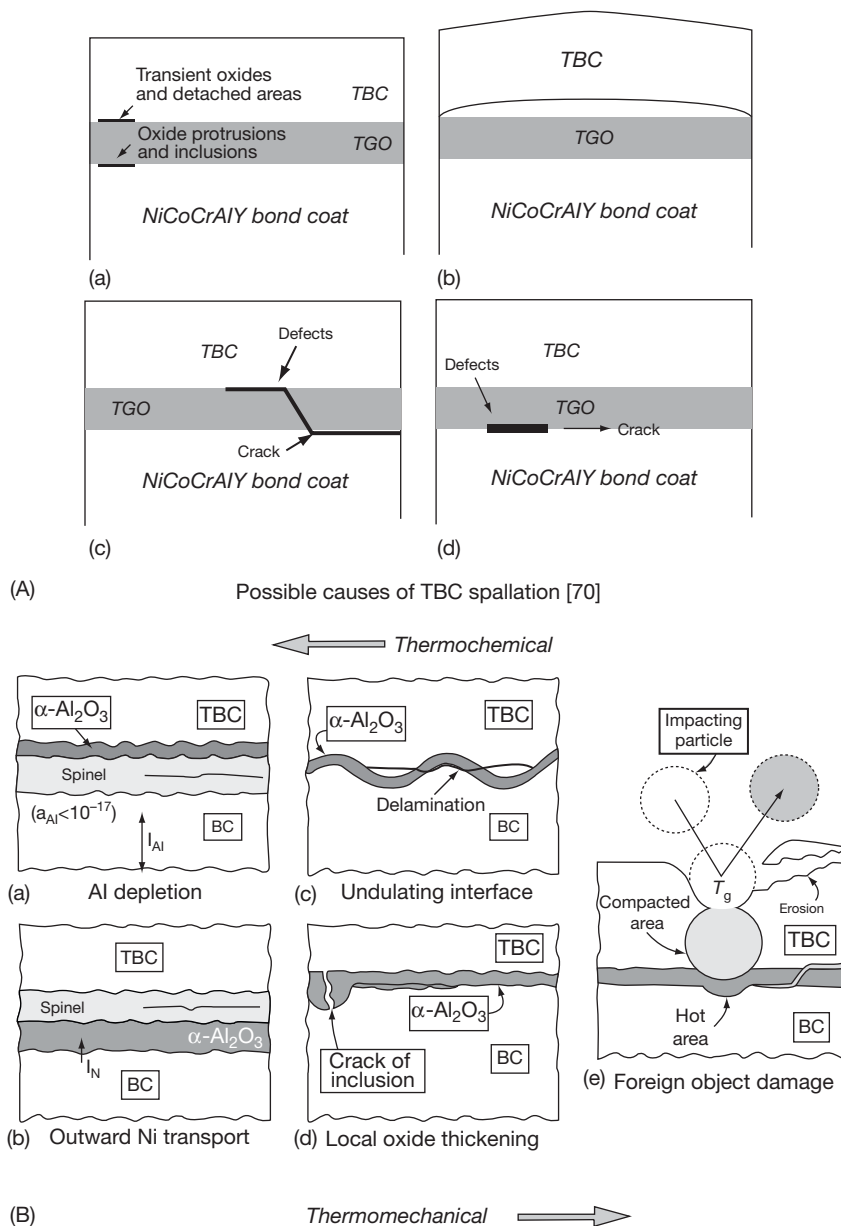 Transient oxides
and detached areas
TBC
Oxide protrusions
and inclusions
TGO
NiCoCrAlY bond coat
(a)
TBC
TGO
NiCoCrAlY bond coat
(b)
TBC
Defects
TGO
Crack
NiCoCrAlY bond coat
(c)
TBC
Defects
TGO
Crack
NiCoCrAlY bond coat
(d)
(A)
Possible causes of TBC spallation [70]
Thermochemical
α-Al₂O₃
TBC
Spinel
(aAl<10⁻¹⁷)
IAl
BC
(a)
Al depletion
α-Al₂O₃
TBC
Delamination
BC
(c)
Undulating interface
TBC
Spinel
α-Al₂O₃
IN
BC
(b)
Outward Ni transport
TBC
α-Al₂O₃
Crack of
inclusion
BC
(d)
Local oxide thickening
Impacting
particle
Tg
Compacted
area
Erosion
TBC
Hot
area
BC
(e)
Foreign object damage
(B)
Thermomechanical